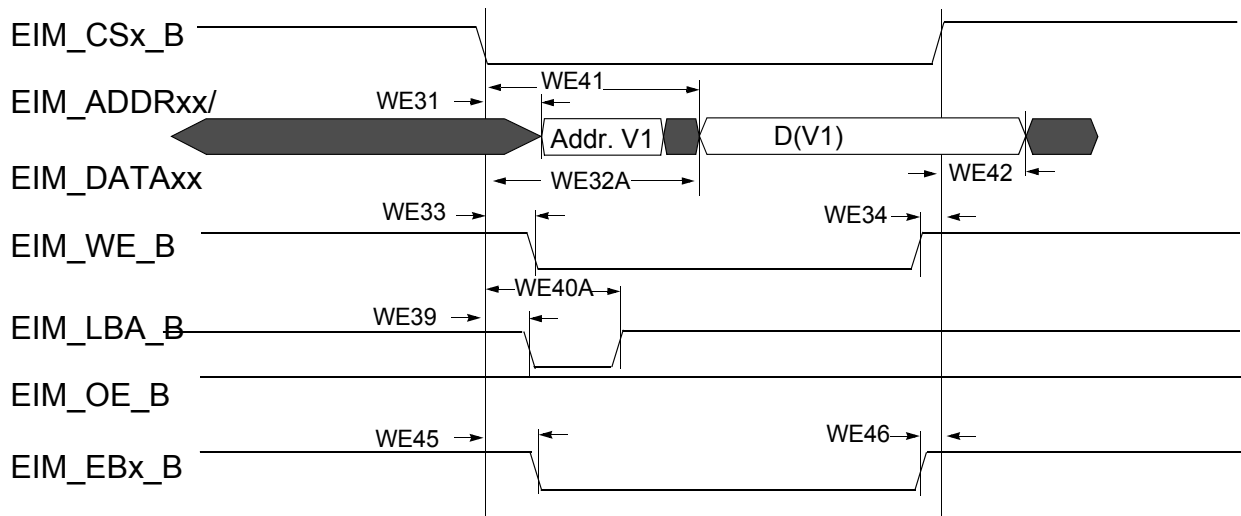 EIM_CSx_B
WE41
EIM_ADDRxx/
WE31
Addr. V1
D(V1)
EIM_DATAxx
WE32A
WE42
WE33
WE34
EIM_WE_B
WE40A
EIM_LBA_B
WE39
EIM_OE_B
WE45
WE46
EIM_EBx_B